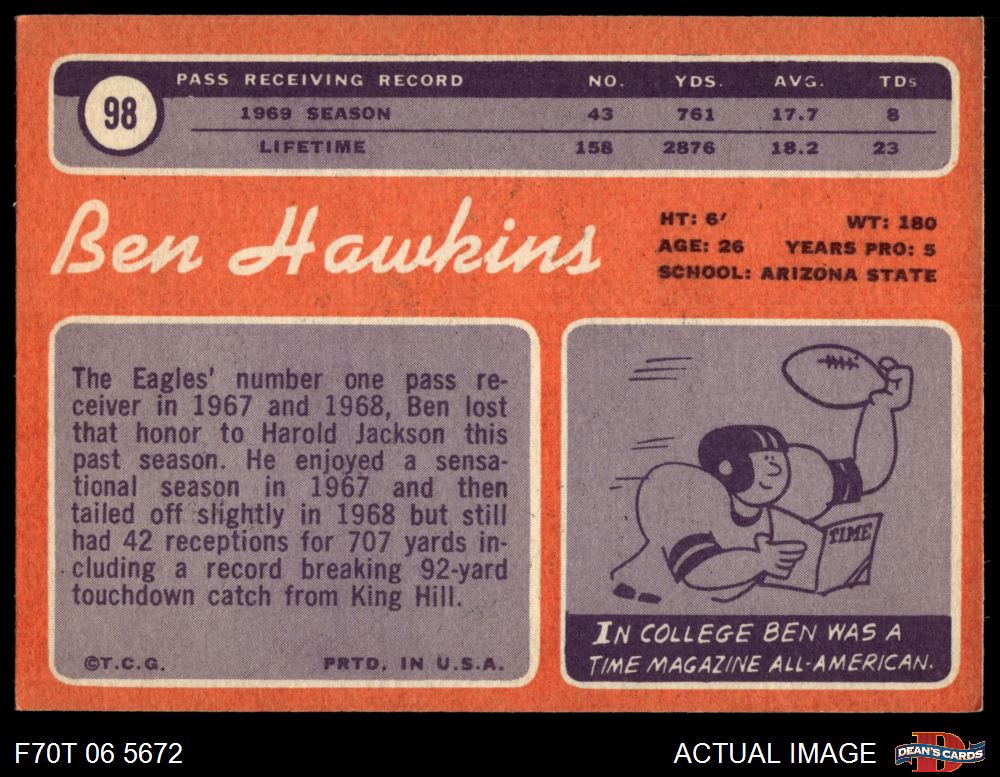 98
PASS RECEIVING RECORD NO. YDS. AVG. TDs
1969 SEASON 43 761 17.7 8
LIFETIME 158 2876 18.2 23
Ben Hawkins
HT: 6' WT: 180
AGE: 26 YEARS PRO: 5
SCHOOL: ARIZONA STATE
The Eagles' number one pass re-
ceiver in 1967 and 1968, Ben lost
that honor to Harold Jackson this
past season. He enjoyed a sensa-
tional season in 1967 and then
tailed off slightly in 1968 but still
had 42 receptions for 707 yards in-
cluding a record breaking 92-yard
touchdown catch from King Hill.
©T.C.G. PRTD. IN U.S.A.
TIME
IN COLLEGE BEN WAS A
TIME MAGAZINE ALL-AMERICAN.
F70T 06 5672 ACTUAL IMAGE
D
DEAN'S CARDS